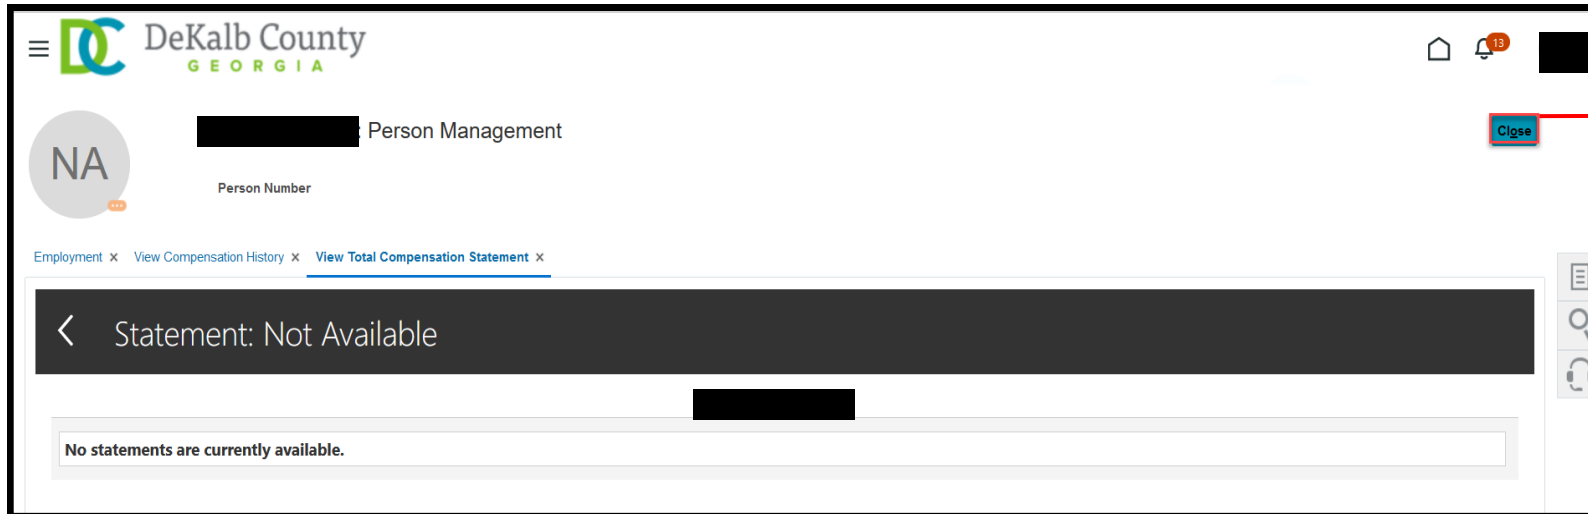 DC DeKalb County
GEORGIA
13
: Person Management
Close
NA
Person Number
Employment x View Compensation History x View Total Compensation Statement x
Statement: Not Available
No statements are currently available.